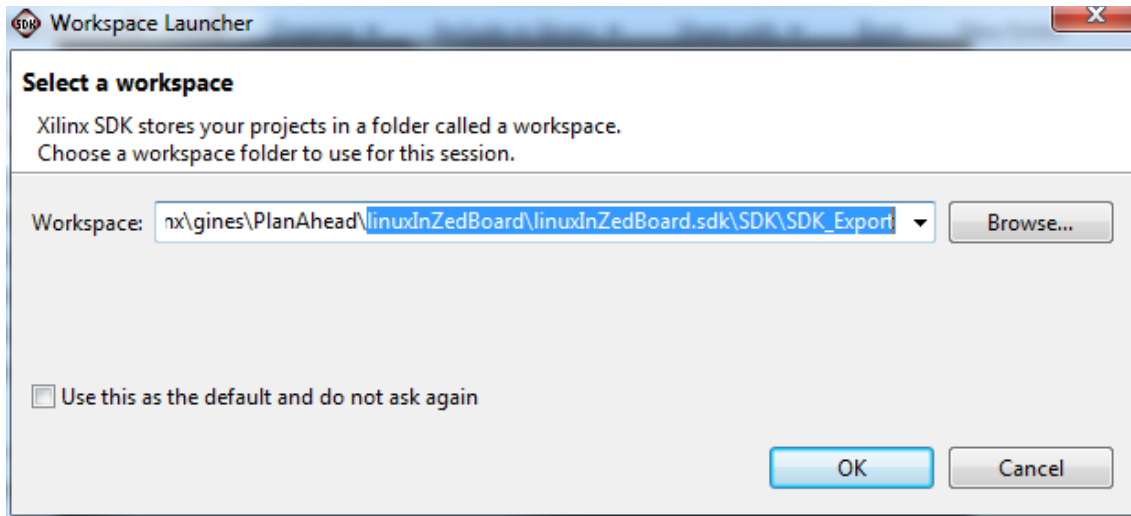 SDK Workspace Launcher
Select a workspace
Xilinx SDK stores your projects in a folder called a workspace.
Choose a workspace folder to use for this session.
Workspace: nx\gines\PlanAhead\linuxInZedBoard\linuxInZedBoard.sdk\SDK\SDK_Export Browse...
Use this as the default and do not ask again
OK Cancel